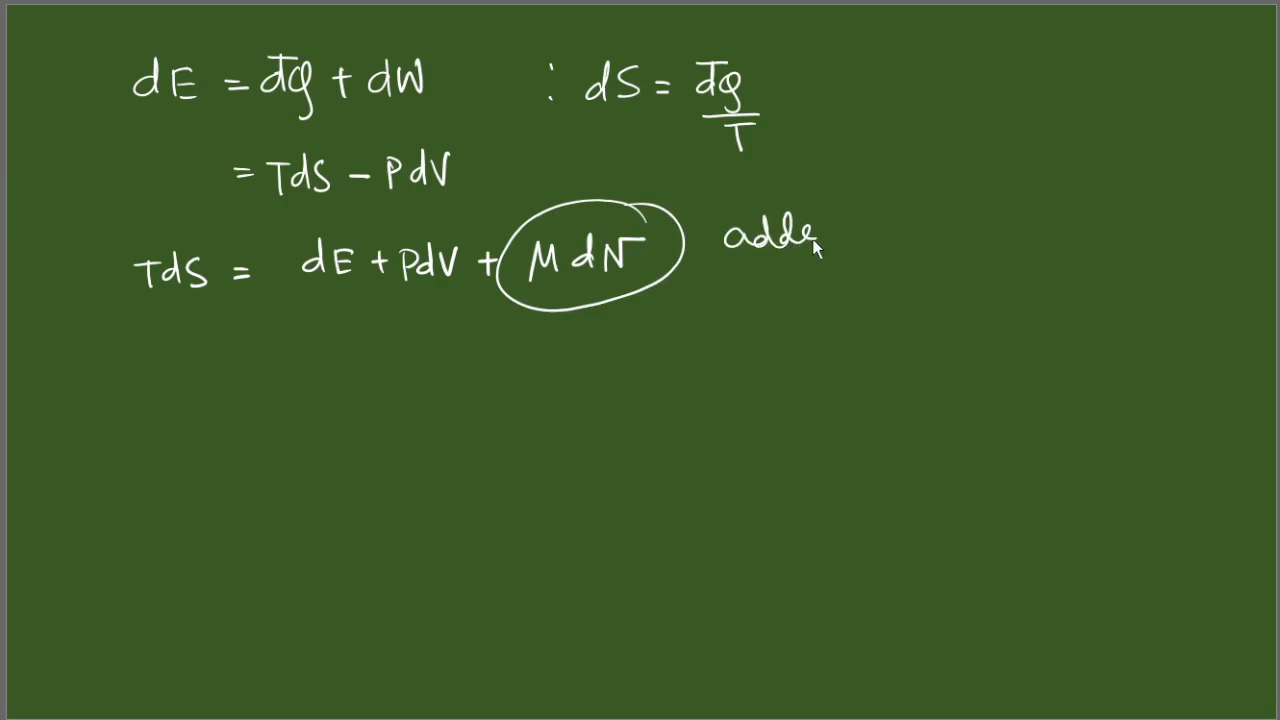 dE = đQ + dW : dS = đQ/T
= TdS - PdV
TdS = dE + PdV + μdN adde